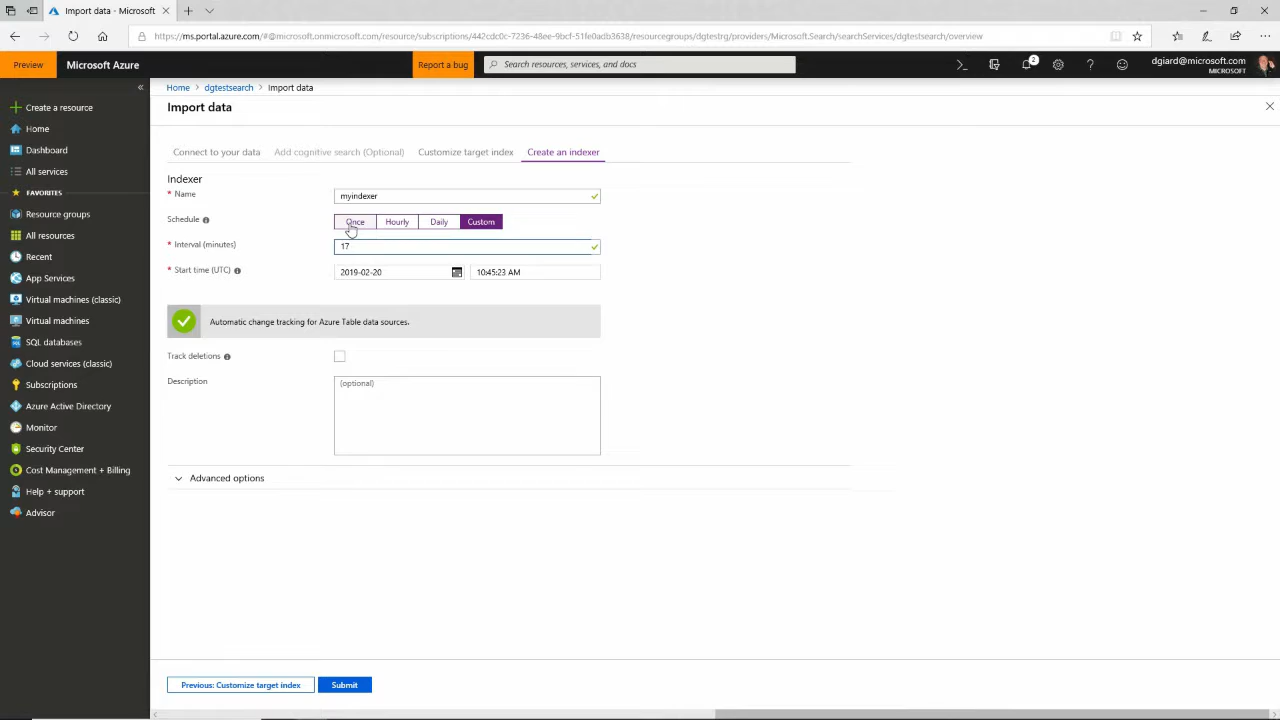 Import data - Microsoft
https://ms.portal.azure.com/#@microsoft.onmicrosoft.com/resource/subscriptions/442cdc0c-7236-48ee-9bcf-51fe0adb3638/resourcegroups/dgtestrg/providers/Microsoft.Search/searchServices/dgtestsearch/overview
Preview
Microsoft Azure
Report a bug
Search resources, services, and docs
2
dgiard@microsoft.com
MICROSOFT
Create a resource
Home
Dashboard
All services
FAVORITES
Resource groups
All resources
Recent
App Services
Virtual machines (classic)
Virtual machines
SQL databases
Cloud services (classic)
Subscriptions
Azure Active Directory
Monitor
Security Center
Cost Management + Billing
Help + support
Advisor
Home > dgtestsearch > Import data
Import data
Connect to your data
Add cognitive search (Optional)
Customize target index
Create an indexer
Indexer
* Name
myindexer
Schedule
Once
Hourly
Daily
Custom
* Interval (minutes)
17
* Start time (UTC)
2019-02-20
10:45:23 AM
Automatic change tracking for Azure Table data sources.
Track deletions
Description
(optional)
Advanced options
Previous: Customize target index
Submit